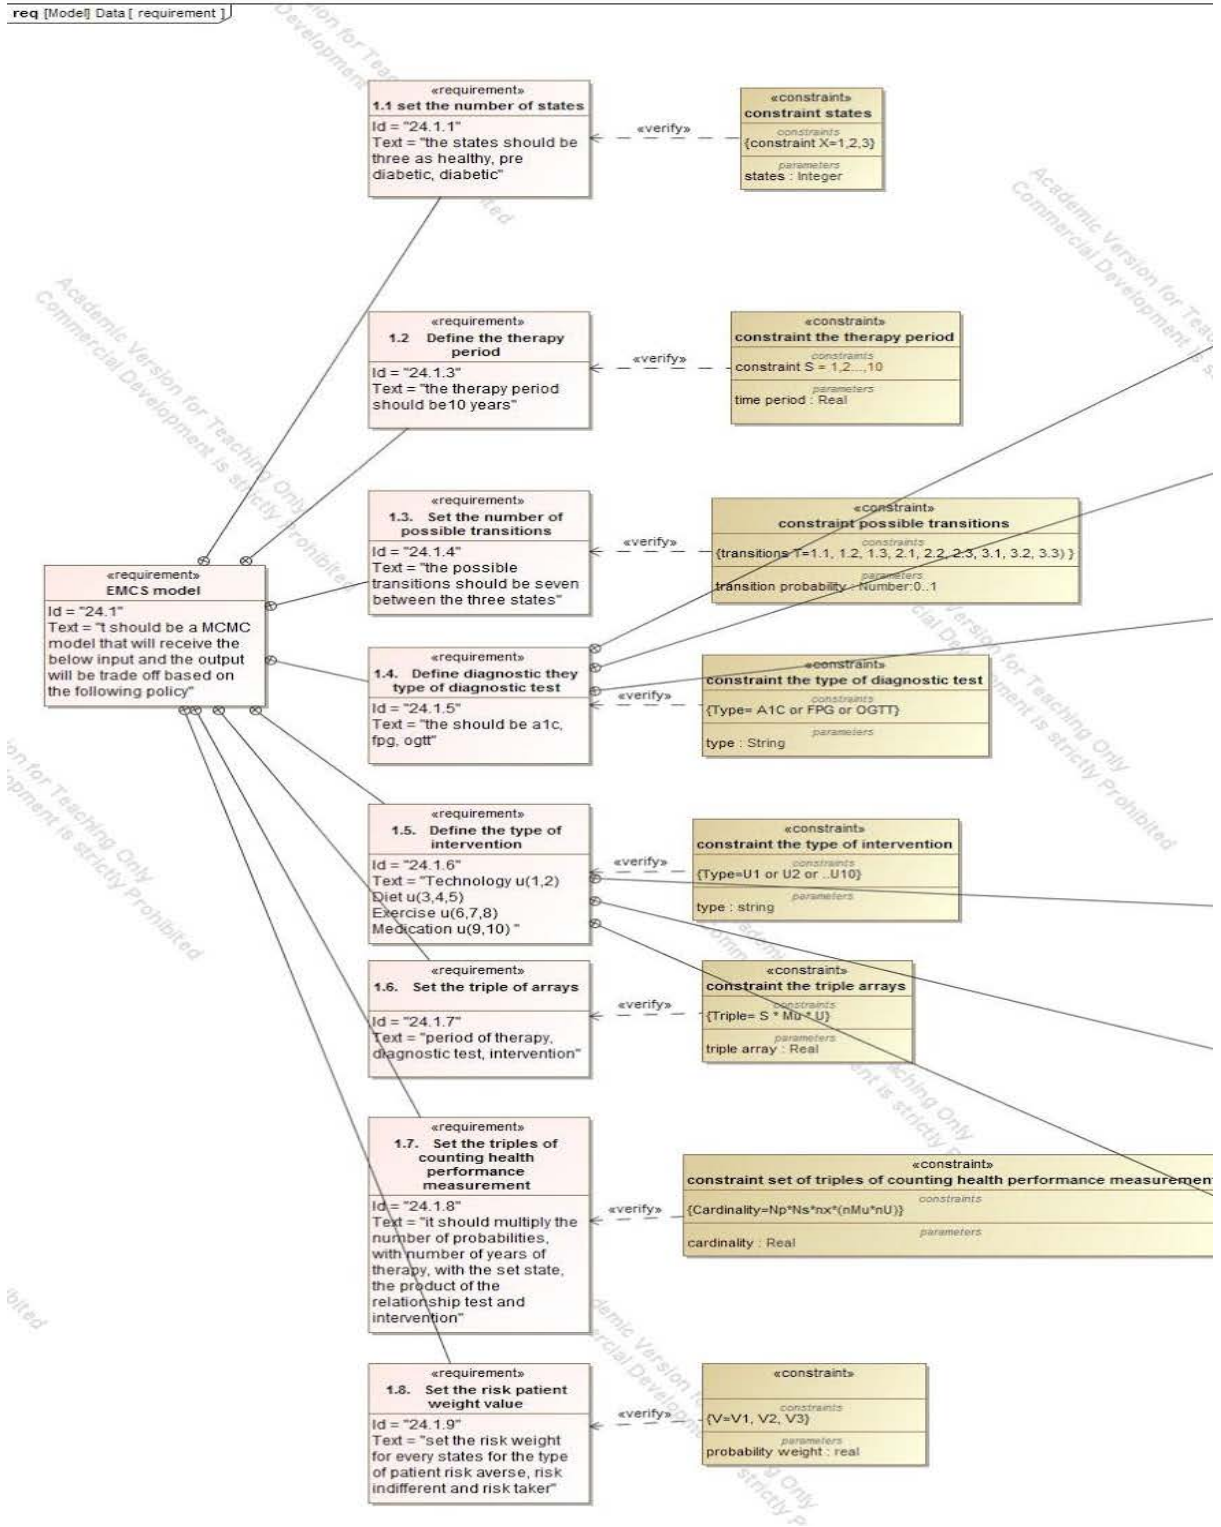 req [Model] Data [ requirement ]
«requirement»
1.1 set the number of states
Id = "24.1.1"
Text = "the states should be
three as healthy, pre
diabetic, diabetic"
«verify»
«constraint»
constraint states
constraints
{constraint X=1,2,3}
parameters
states : Integer
«requirement»
1.2 Define the therapy
period
Id = "24.1.3"
Text = "the therapy period
should be10 years"
«verify»
«constraint»
constraint the therapy period
constraints
constraint S = 1,2...,10
parameters
time period : Real
«requirement»
1.3. Set the number of
possible transitions
Id = "24.1.4"
Text = "the possible
transitions should be seven
between the three states"
«verify»
«constraint»
constraint possible transitions
constraints
{transitions T=1.1, 1.2, 1.3, 2.1, 2.2, 2.3, 3.1, 3.2, 3.3) }
parameters
transition probability : Number:0..1
«requirement»
EMCS model
Id = "24.1"
Text = "t should be a MCMC
model that will receive the
below input and the output
will be trade off based on
the following policy"
«requirement»
1.4. Define diagnostic they
type of diagnostic test
Id = "24.1.5"
Text = "the should be a1c,
fpg, ogtt"
«verify»
«constraint»
constraint the type of diagnostic test
constraints
{Type= A1C or FPG or OGTT}
parameters
type : String
«requirement»
1.5. Define the type of
intervention
Id = "24.1.6"
Text = "Technology u(1,2)
Diet u(3,4,5)
Exercise u(6,7,8)
Medication u(9,10) "
«verify»
«constraint»
constraint the type of intervention
constraints
{Type=U1 or U2 or ..U10}
parameters
type : string
«requirement»
1.6. Set the triple of arrays
Id = "24.1.7"
Text = "period of therapy,
diagnostic test, intervention"
«verify»
«constraint»
constraint the triple arrays
constraints
{Triple= S * Mu * U}
parameters
triple array : Real
«requirement»
1.7. Set the triples of
counting health
performance
measurement
Id = "24.1.8"
Text = "it should multiply the
number of probabilities,
with number of years of
therapy, with the set state,
the product of the
relationship test and
intervention"
«verify»
«constraint»
constraint set of triples of counting health performance measurement
constraints
{Cardinality=Np*Ns*nx*(nMu*nU)}
parameters
cardinality : Real
«requirement»
1.8. Set the risk patient
weight value
Id = "24.1.9"
Text = "set the risk weight
for every states for the type
of patient risk averse, risk
indifferent and risk taker"
«verify»
«constraint»
constraints
{V=V1, V2, V3}
parameters
probability weight : real
Academic Version for Teaching Only
Commercial Development is strictly Prohibited